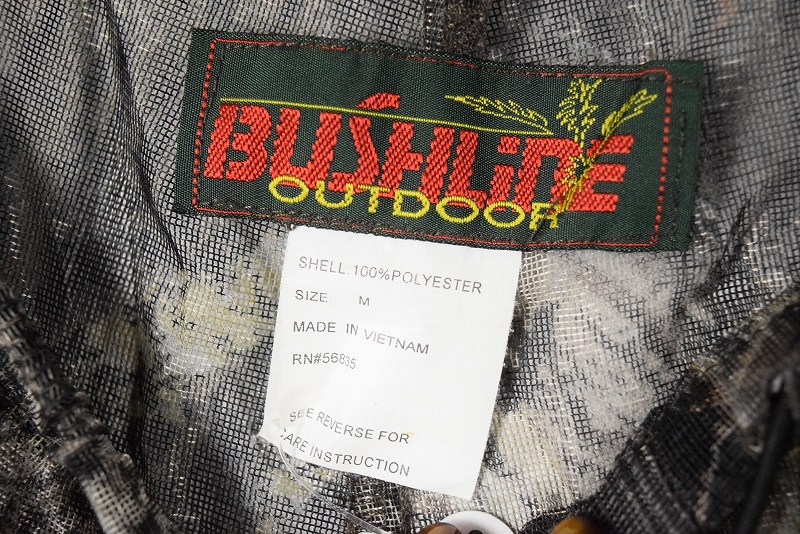 BUSHLiNE
OUTDOOR
SHELL:100%POLYESTER
SIZE M
MADE IN VIETNAM
RN#56835
SEE REVERSE FOR
CARE INSTRUCTION